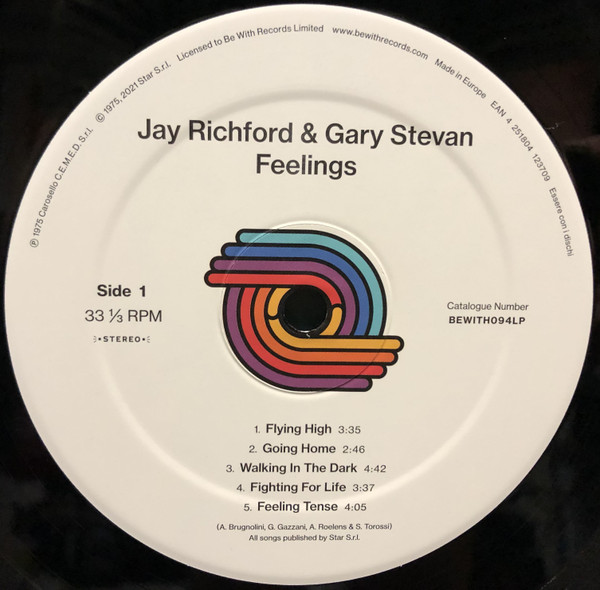 ℗ 1975 Carosello C.E.M.E.D. S.r.l. © 1975, 2021 Star S.r.l. Licensed to Be With Records Limited www.bewithrecords.com Made in Europe EAN 4 251804 123709 Essere con i dischi
Jay Richford & Gary Stevan
Feelings
Side 1
33 ⅓ RPM
•STEREO•
Catalogue Number
BEWITH094LP
1. Flying High 3:35
2. Going Home 2:46
3. Walking In The Dark 4:42
4. Fighting For Life 3:37
5. Feeling Tense 4:05
(A. Brugnolini, G. Gazzani, A. Roelens & S. Torossi)
All songs published by Star S.r.l.